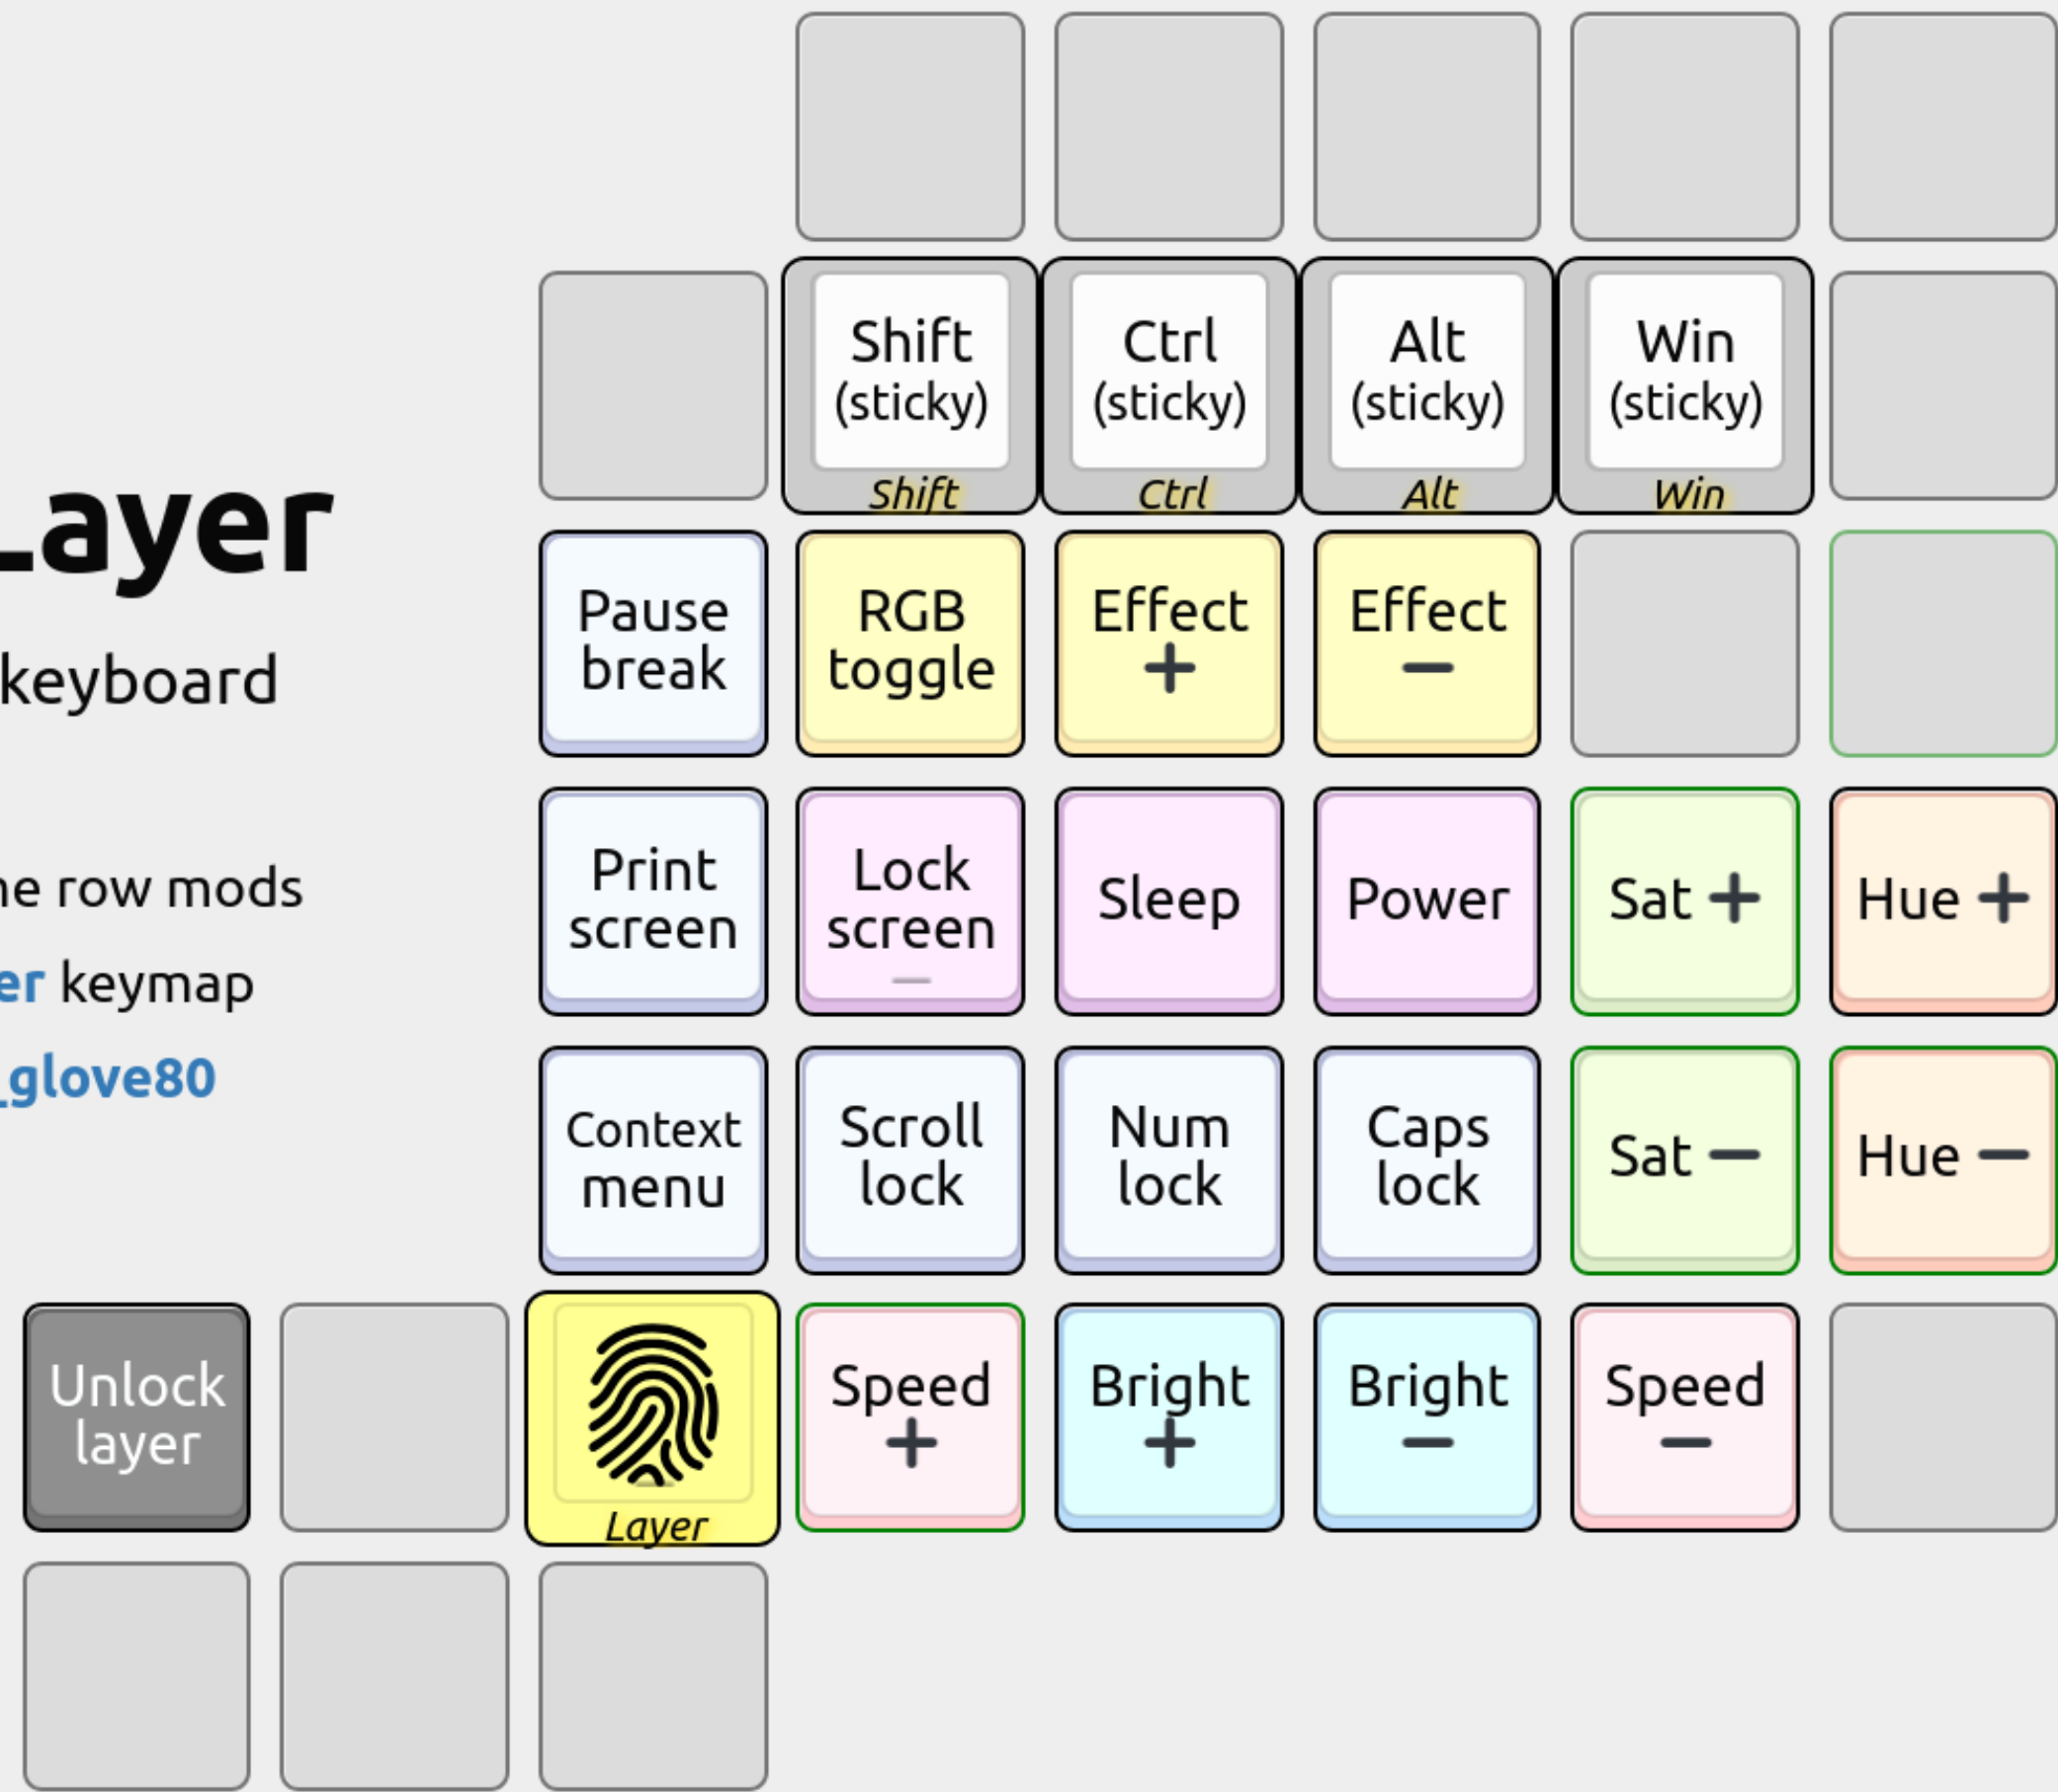 Shift
(sticky)
Shift
Ctrl
(sticky)
Ctrl
Alt
(sticky)
Alt
Win
(sticky)
Win
Layer
keyboard
row mods
keymap
_glove80
Pause
break
RGB
toggle
Effect
+
Effect
−
Print
screen
Lock
screen
Sleep
Power
Sat +
Hue +
Context
menu
Scroll
lock
Num
lock
Caps
lock
Sat −
Hue −
Unlock
layer
Layer
Speed
+
Bright
+
Bright
−
Speed
−